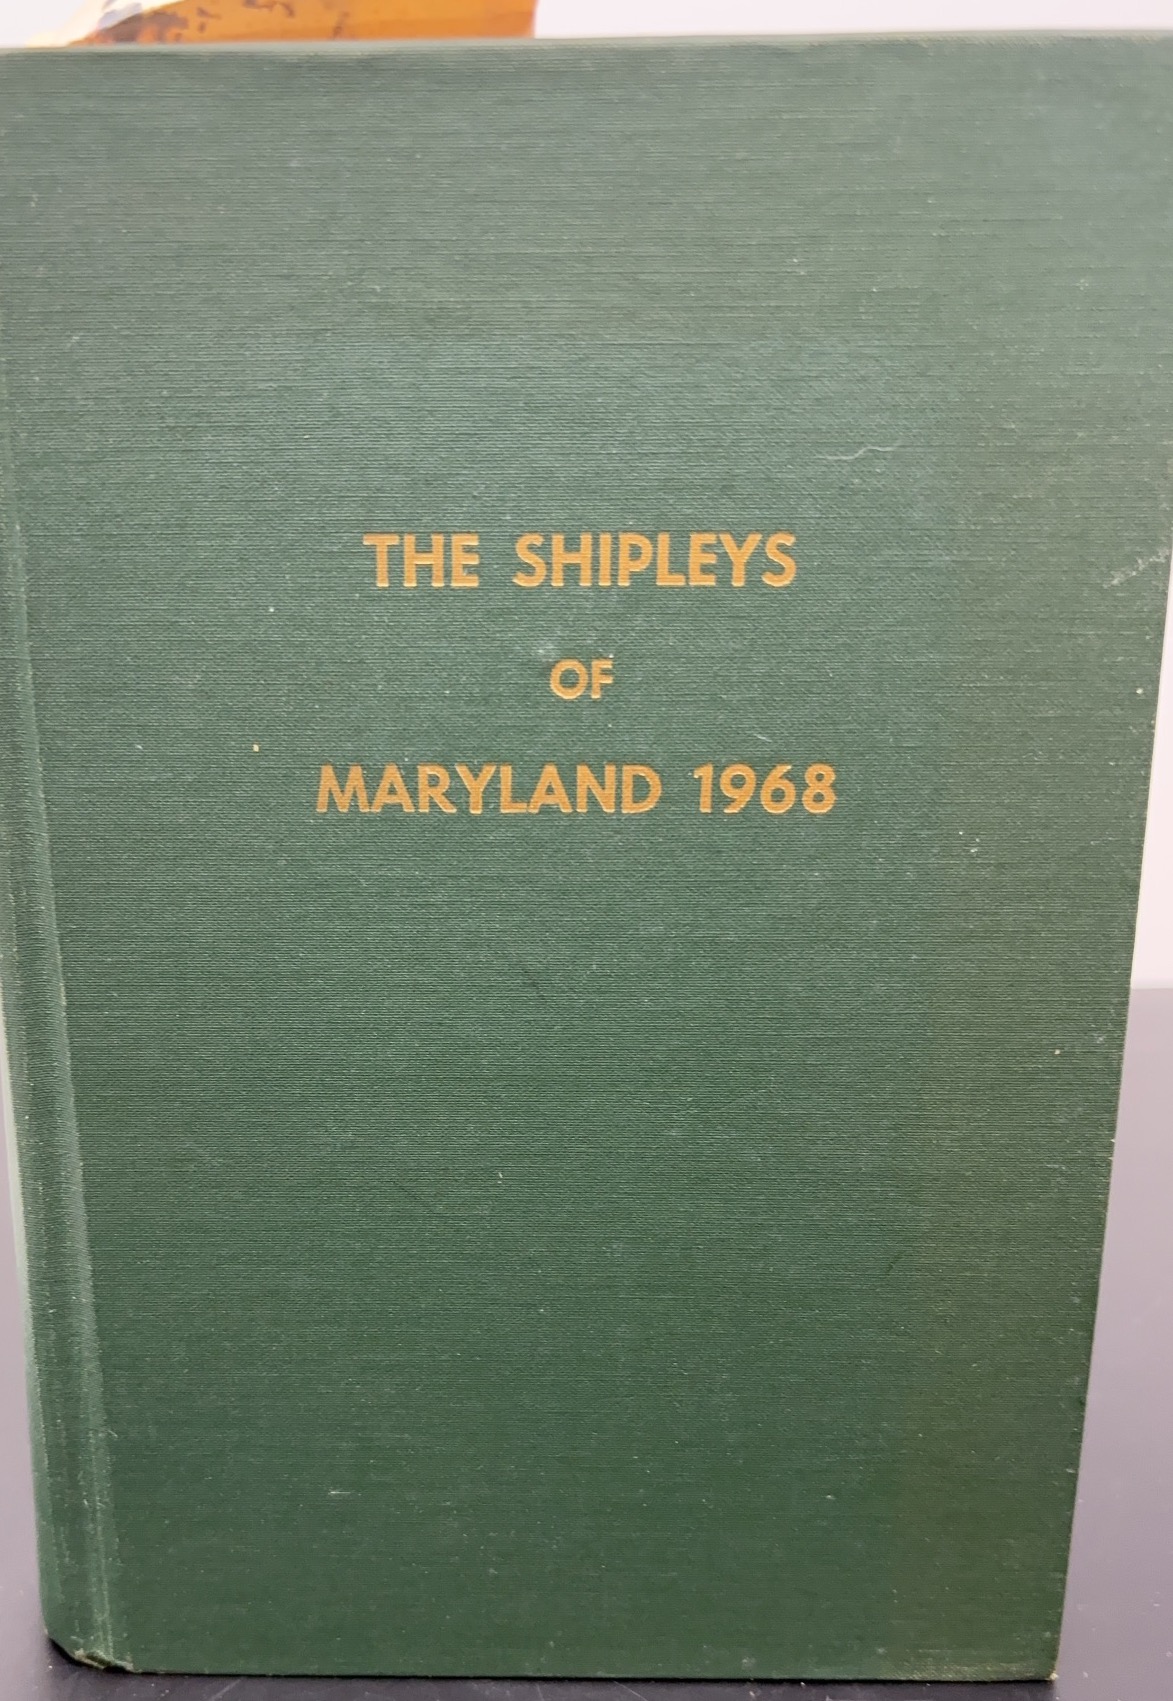 THE SHIPLEYS
OF
MARYLAND 1968